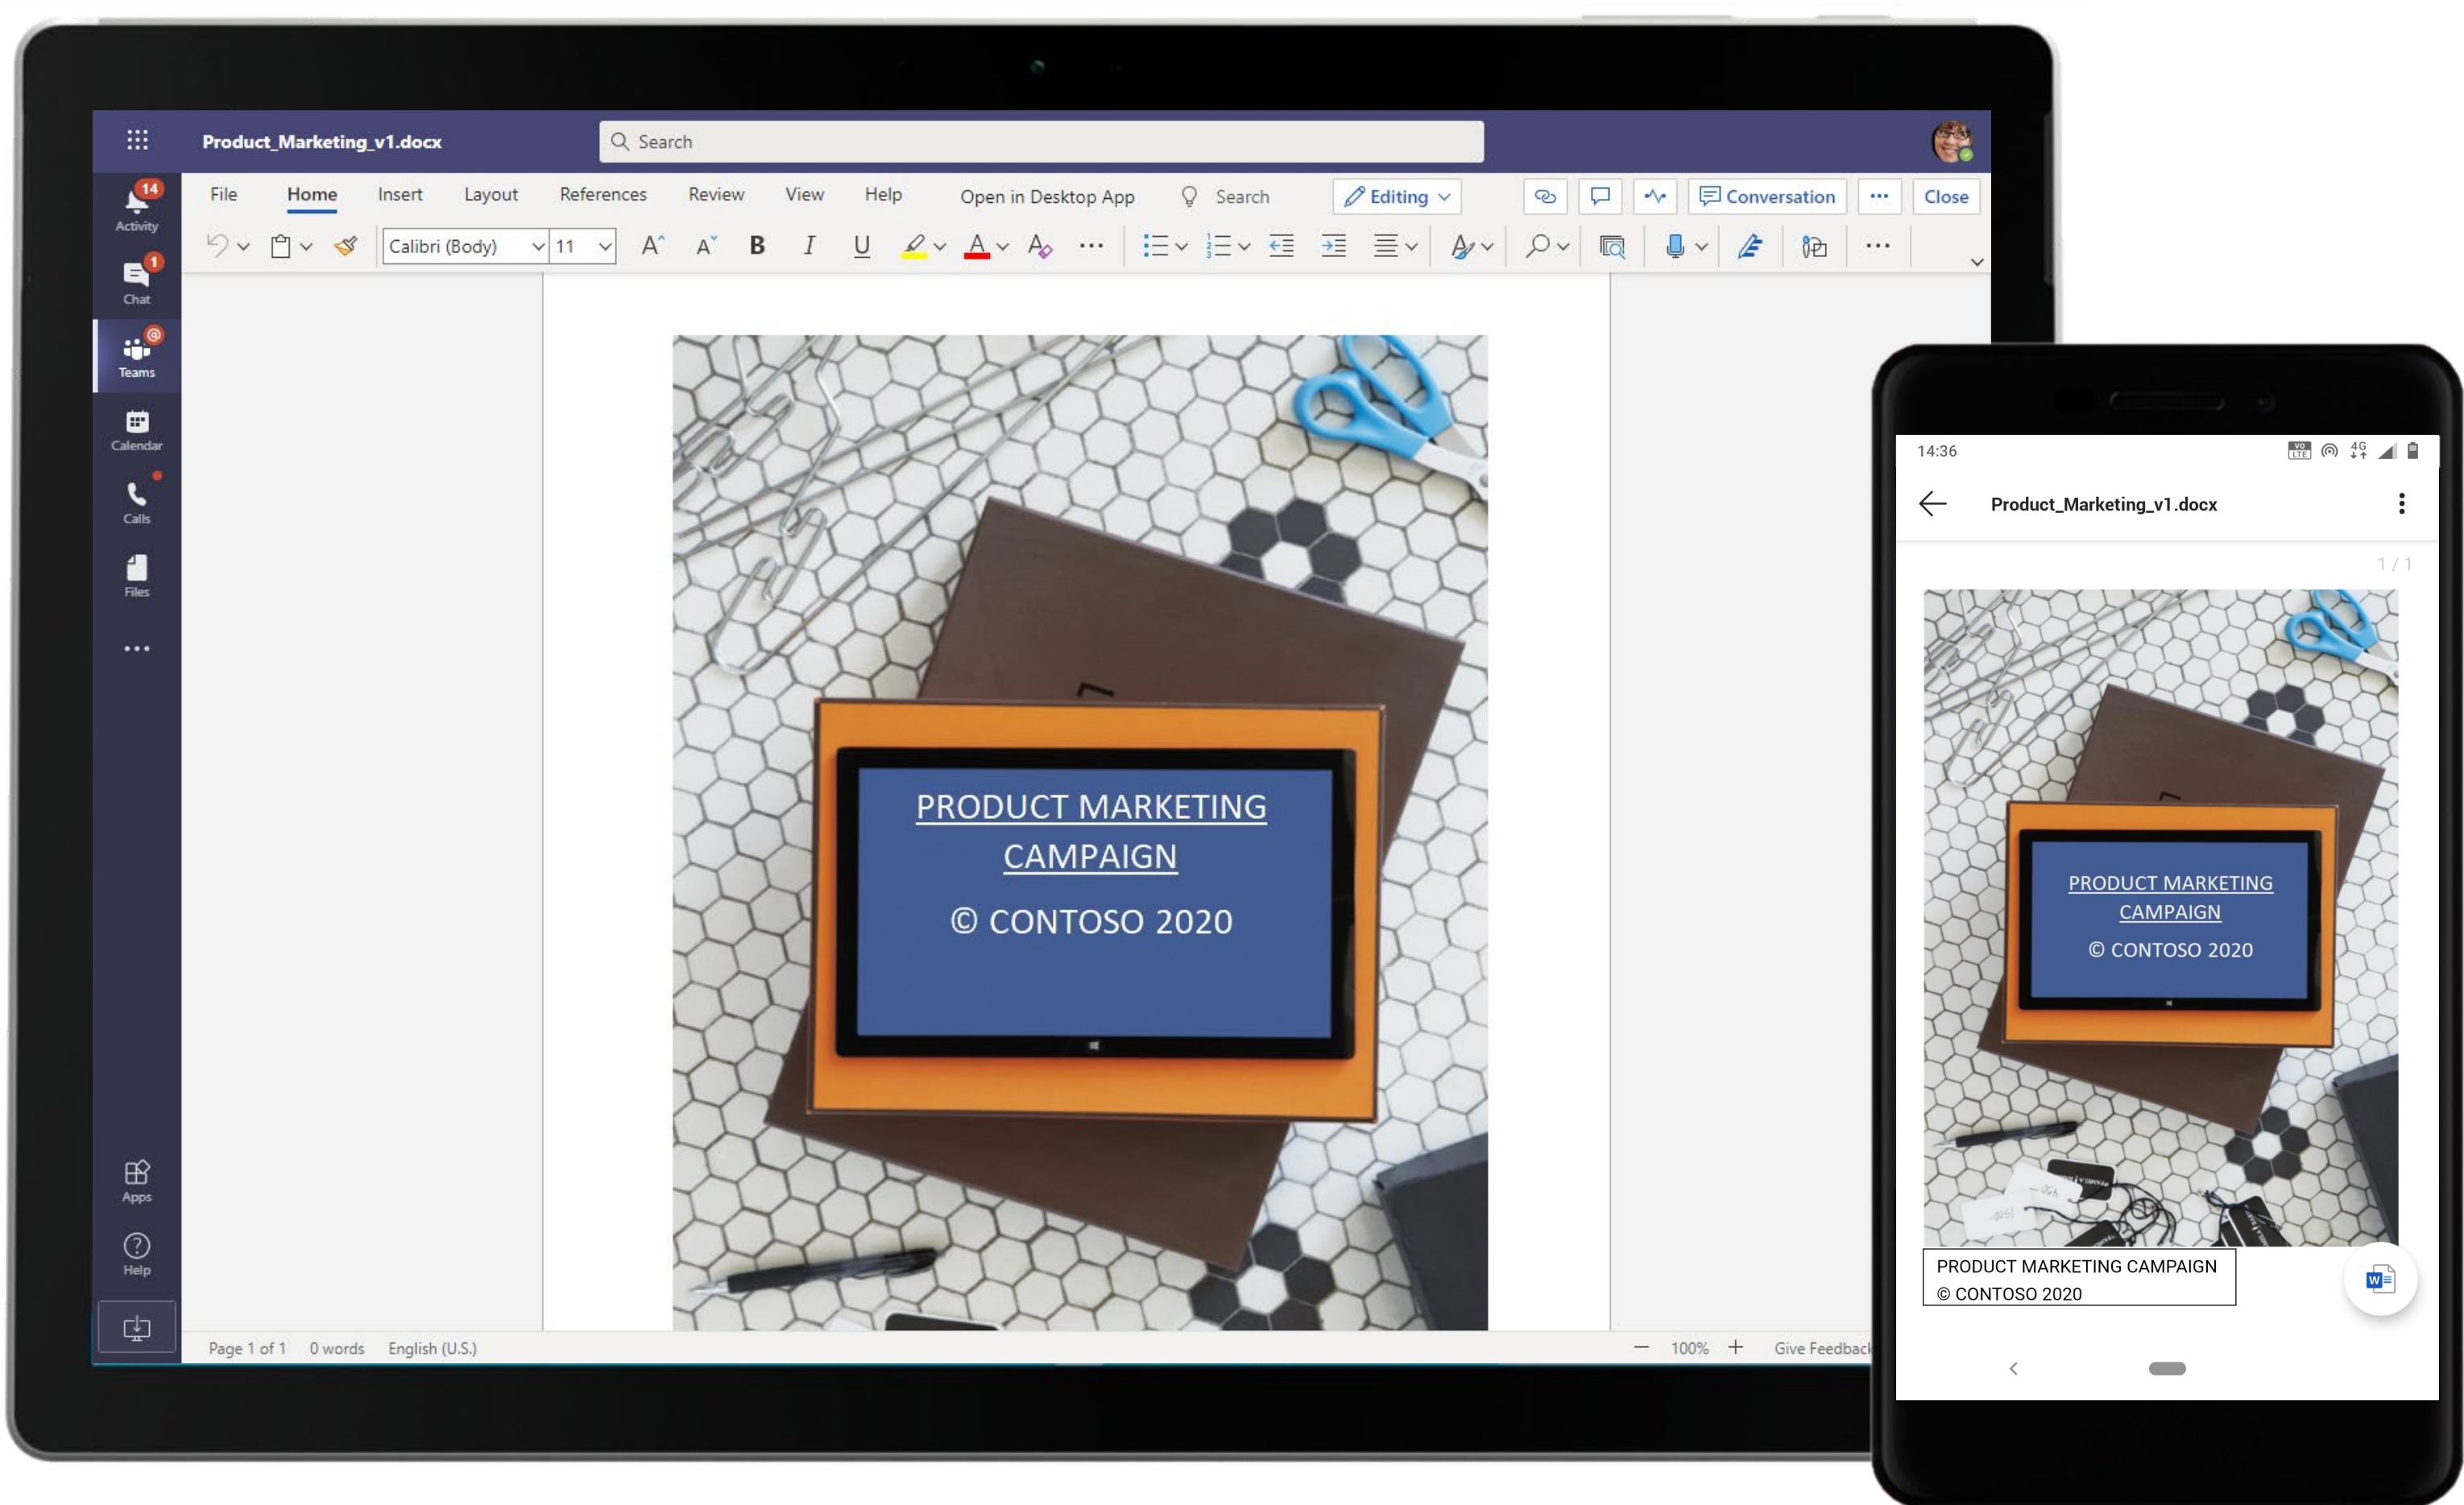 Product_Marketing_v1.docx
Search
14
Activity
File Home Insert Layout References Review View Help Open in Desktop App Search Editing Conversation ... Close
Calibri (Body) 11 A A B I U A A ...
1
Chat
@
Teams
Calendar
Calls
Files
PRODUCT MARKETING
CAMPAIGN
© CONTOSO 2020
Apps
Help
Page 1 of 1 0 words English (U.S.) 100% Give Feedback
14:36 VO LTE 4G
Product_Marketing_v1.docx
1 / 1
PRODUCT MARKETING
CAMPAIGN
© CONTOSO 2020
PRODUCT MARKETING CAMPAIGN
© CONTOSO 2020
W